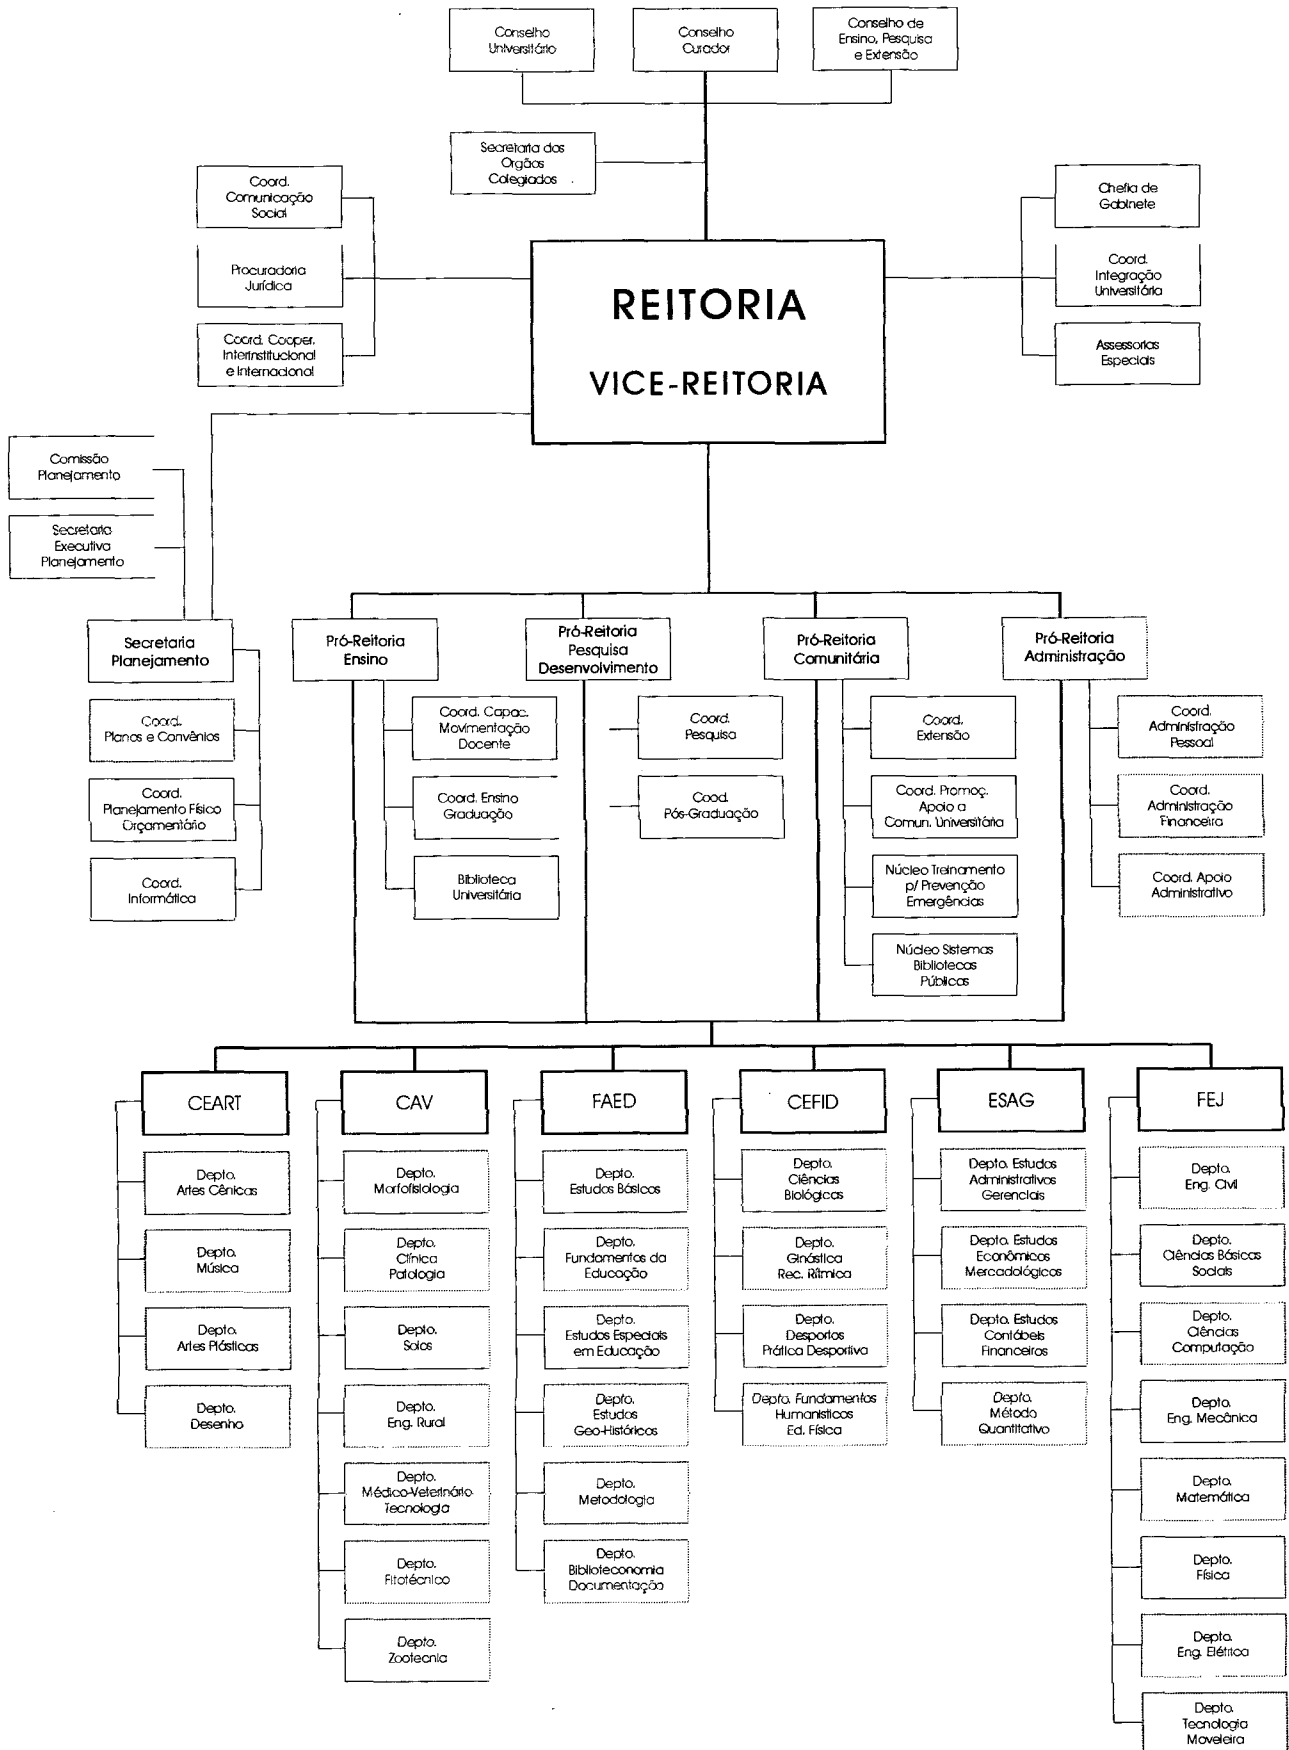 Conselho
Universitário
Conselho
Curador
Conselho de
Ensino, Pesquisa
e Extensão
Secretaria dos
Orgãos
Colegiados
Coord.
Comunicação
Social
Procuradoria
Jurídica
Coord. Cooper.
Interinstitucional
e Internacional
Chefia de
Gabinete
Coord.
Integração
Universitária
Assessorias
Especiais
REITORIA
VICE-REITORIA
Comissão
Planejamento
Secretaria
Executiva
Planejamento
Secretaria
Planejamento
Pró-Reitoria
Ensino
Pró-Reitoria
Pesquisa
Desenvolvimento
Pró-Reitoria
Comunitária
Pró-Reitoria
Administração
Coord.
Planos e Convênios
Coord.
Planejamento Físico
Orçamentário
Coord.
Informática
Coord. Capac.
Movimentação
Docente
Coord. Ensino
Graduação
Biblioteca
Universitária
Coord.
Pesquisa
Cood.
Pós-Graduação
Coord.
Extensão
Coord. Promoç.
Apoio a
Comun. Universitária
Núcleo Treinamento
p/ Prevenção
Emergências
Núcleo Sistemas
Bibliotecas
Públicas
Coord.
Administração
Pessoal
Coord.
Administração
Financeira
Coord. Apoio
Administrativo
CEART
Depto.
Artes Cênicas
Depto.
Música
Depto.
Artes Plásticas
Depto.
Desenho
CAV
Depto.
Morfofisiologia
Depto.
Clínica
Patologia
Depto.
Solos
Depto.
Eng. Rural
Depto.
Médico-Veterinário
Tecnologia
Depto.
Fitotécnico
Depto.
Zootecnia
FAED
Depto.
Estudos Básicos
Depto.
Fundamentos da
Educação
Depto.
Estudos Especiais
em Educação
Depto.
Estudos
Geo-Históricos
Depto.
Metodologia
Depto.
Biblioteconomia
Documentação
CEFID
Depto.
Ciências
Biológicas
Depto.
Ginástica
Rec. Rítmica
Depto.
Desportos
Prática Desportiva
Depto. Fundamentos
Humanísticos
Ed. Física
ESAG
Depto. Estudos
Administrativos
Gerenciais
Depto. Estudos
Econômicos
Mercadológicos
Depto. Estudos
Contábeis
Financeiros
Depto.
Método
Quantitativo
FEJ
Depto.
Eng. Civil
Depto.
Ciências Básicas
Sociais
Depto.
Ciências
Computação
Depto.
Eng. Mecânica
Depto.
Matemática
Depto.
Física
Depto.
Eng. Elétrica
Depto.
Tecnologia
Moveleira